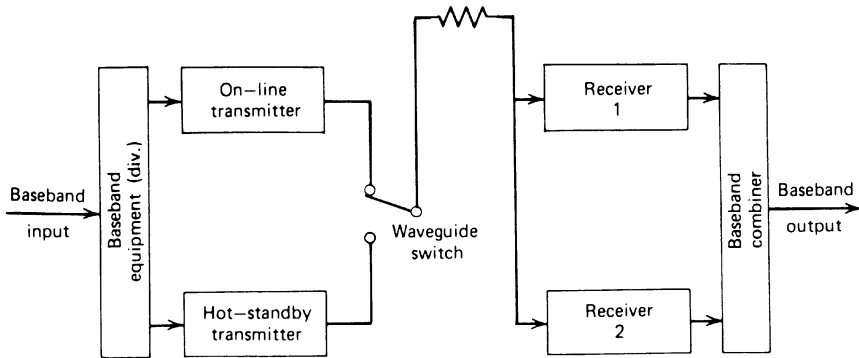 Baseband
input
Baseband
equipment (div.)
On–line
transmitter
Hot–standby
transmitter
Waveguide
switch
Receiver
1
Receiver
2
Baseband
combiner
Baseband
output